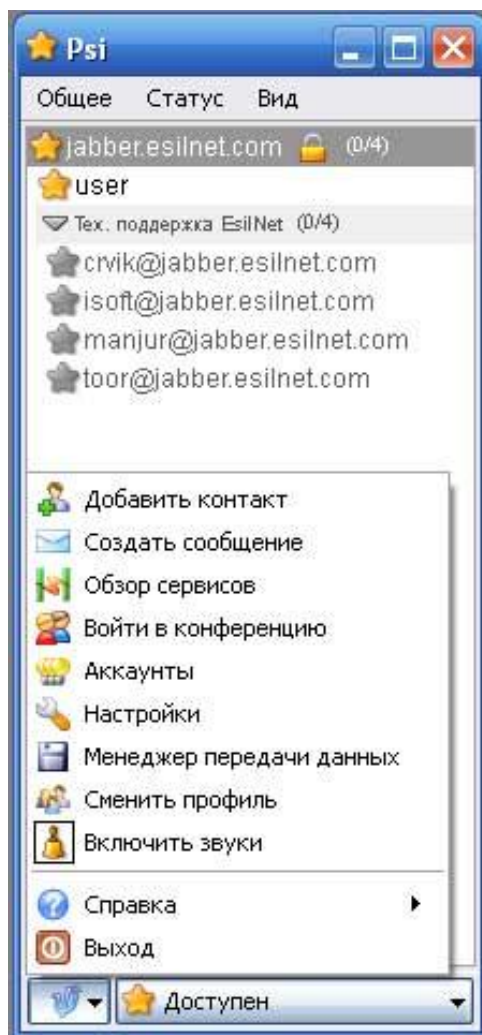 Psi
Общее Статус Вид
jabber.esilnet.com (0/4)
user
Тех. поддержка EsilNet (0/4)
crvik@jabber.esilnet.com
isoft@jabber.esilnet.com
manjur@jabber.esilnet.com
toor@jabber.esilnet.com
Добавить контакт
Создать сообщение
Обзор сервисов
Войти в конференцию
Аккаунты
Настройки
Менеджер передачи данных
Сменить профиль
Включить звуки
Справка
Выход
Доступен